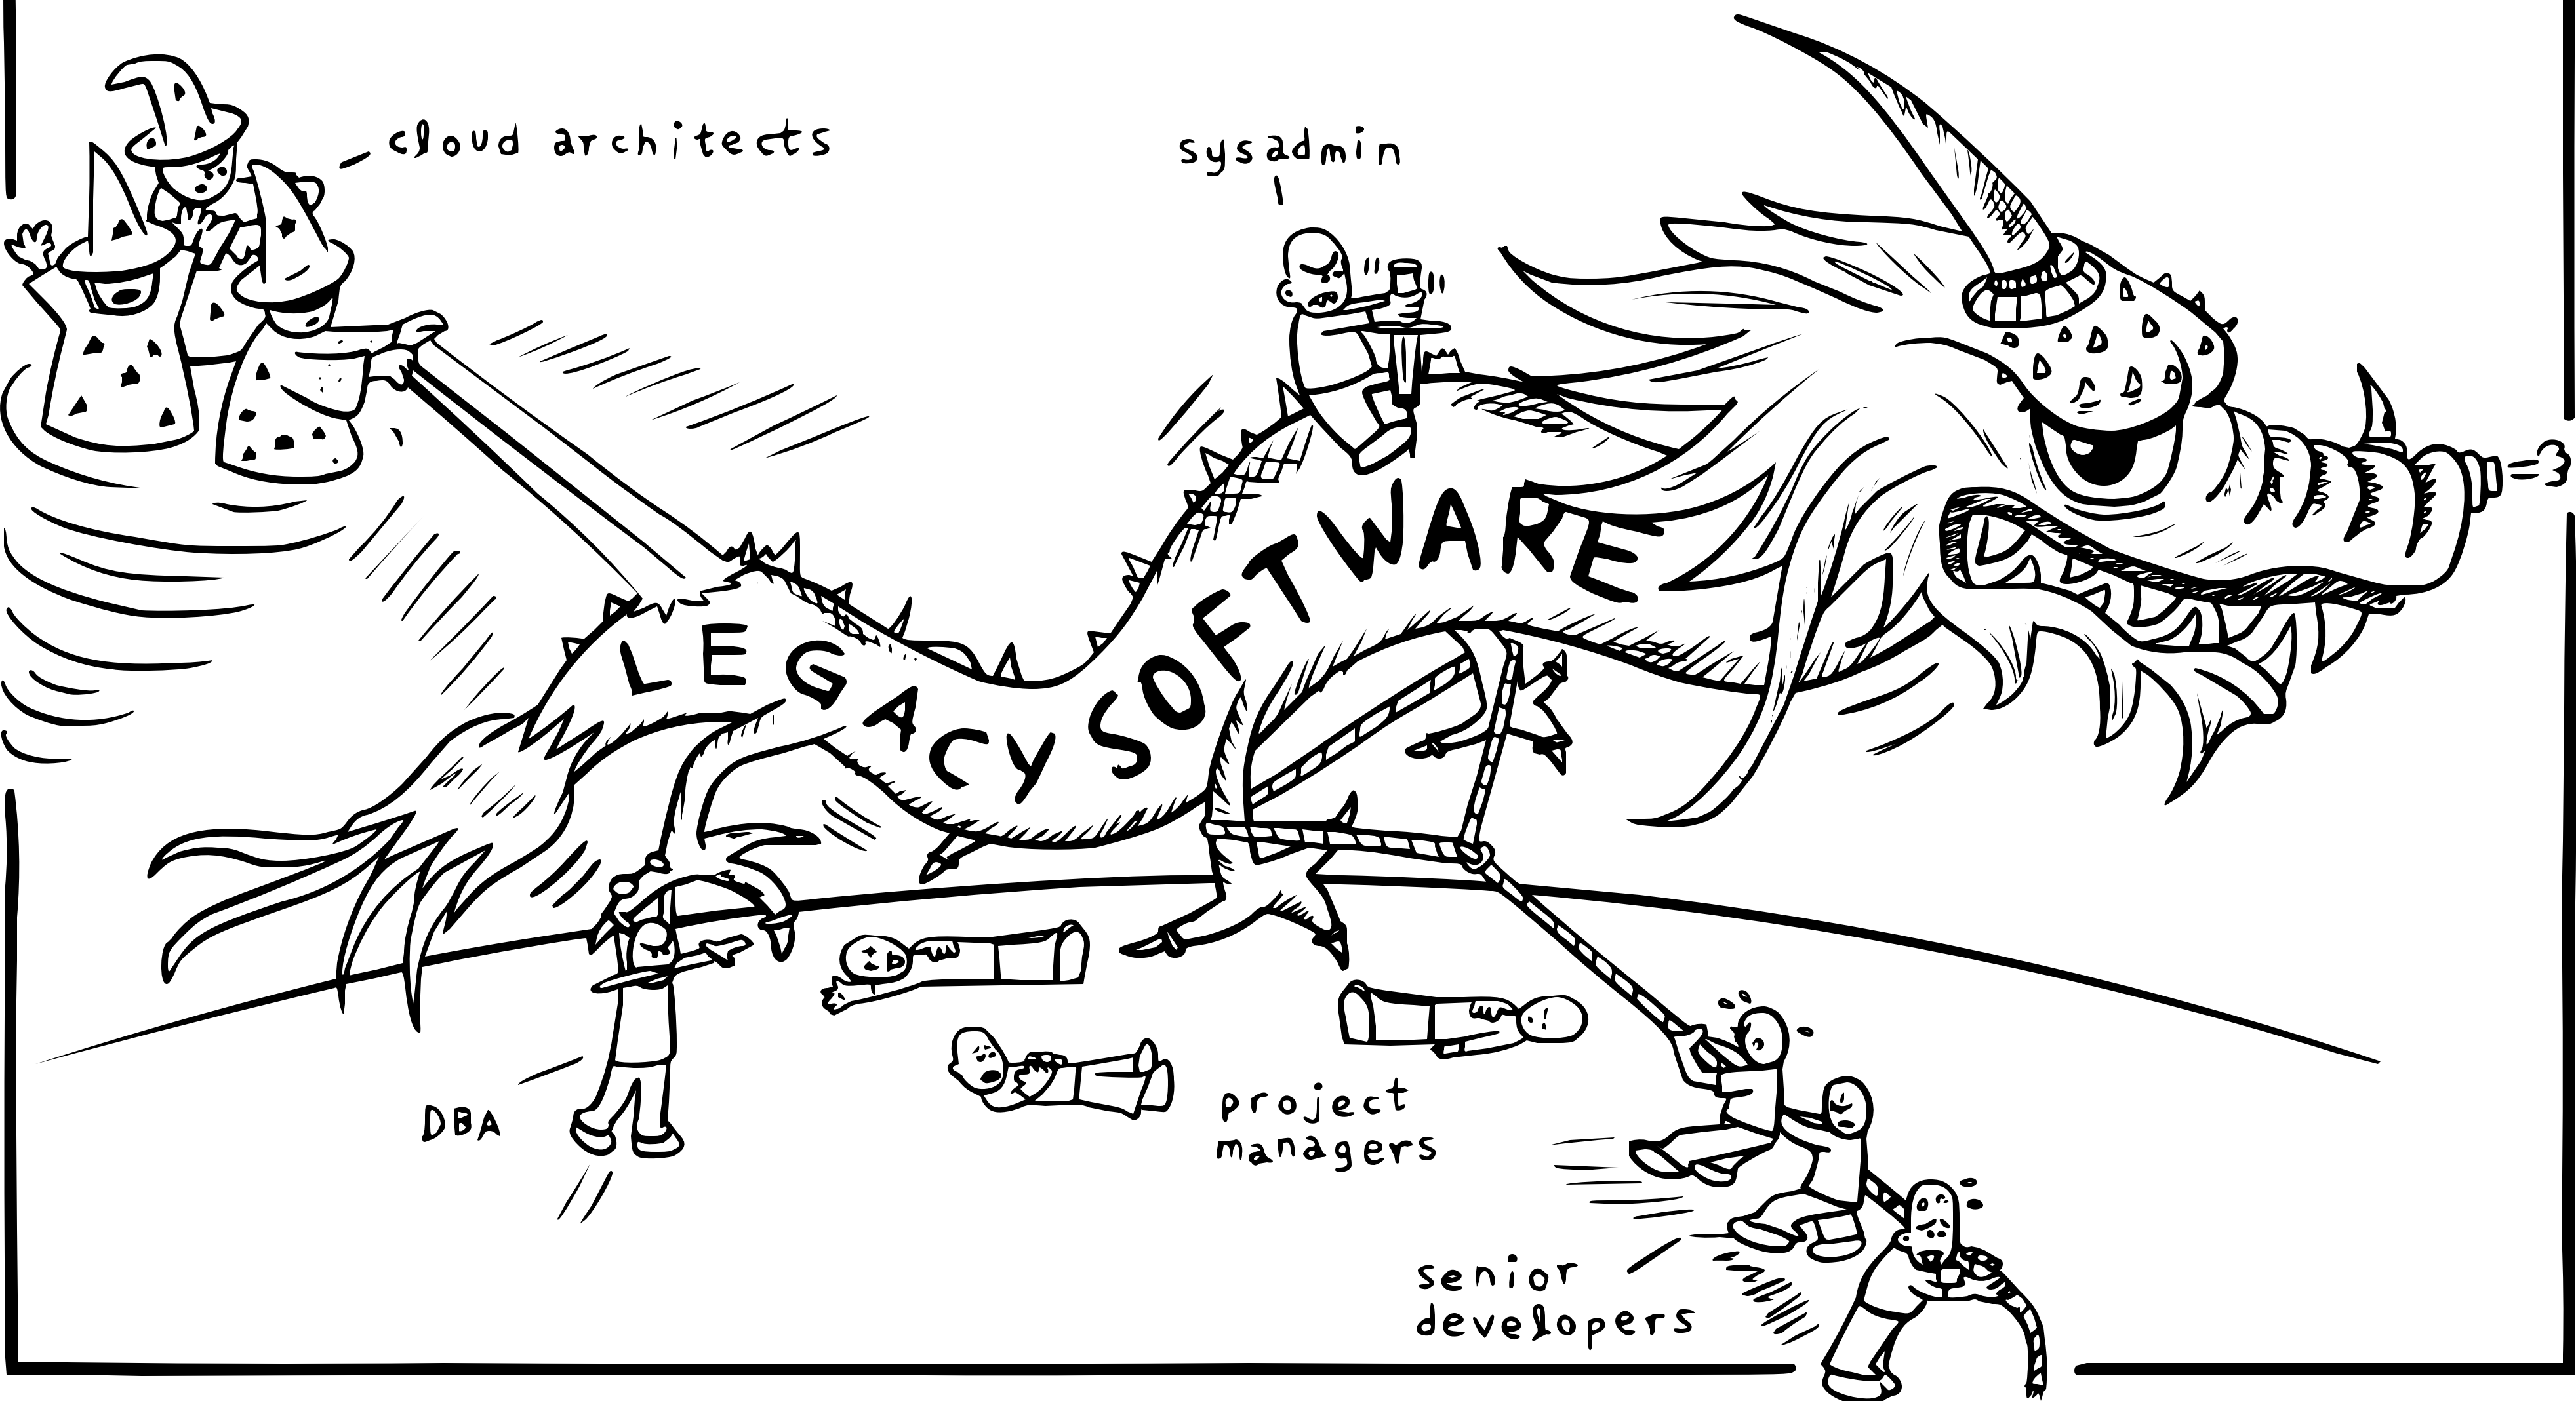 cloud architects
sysadmin
LEGACY SOFTWARE
DBA
project
managers
senior
developers